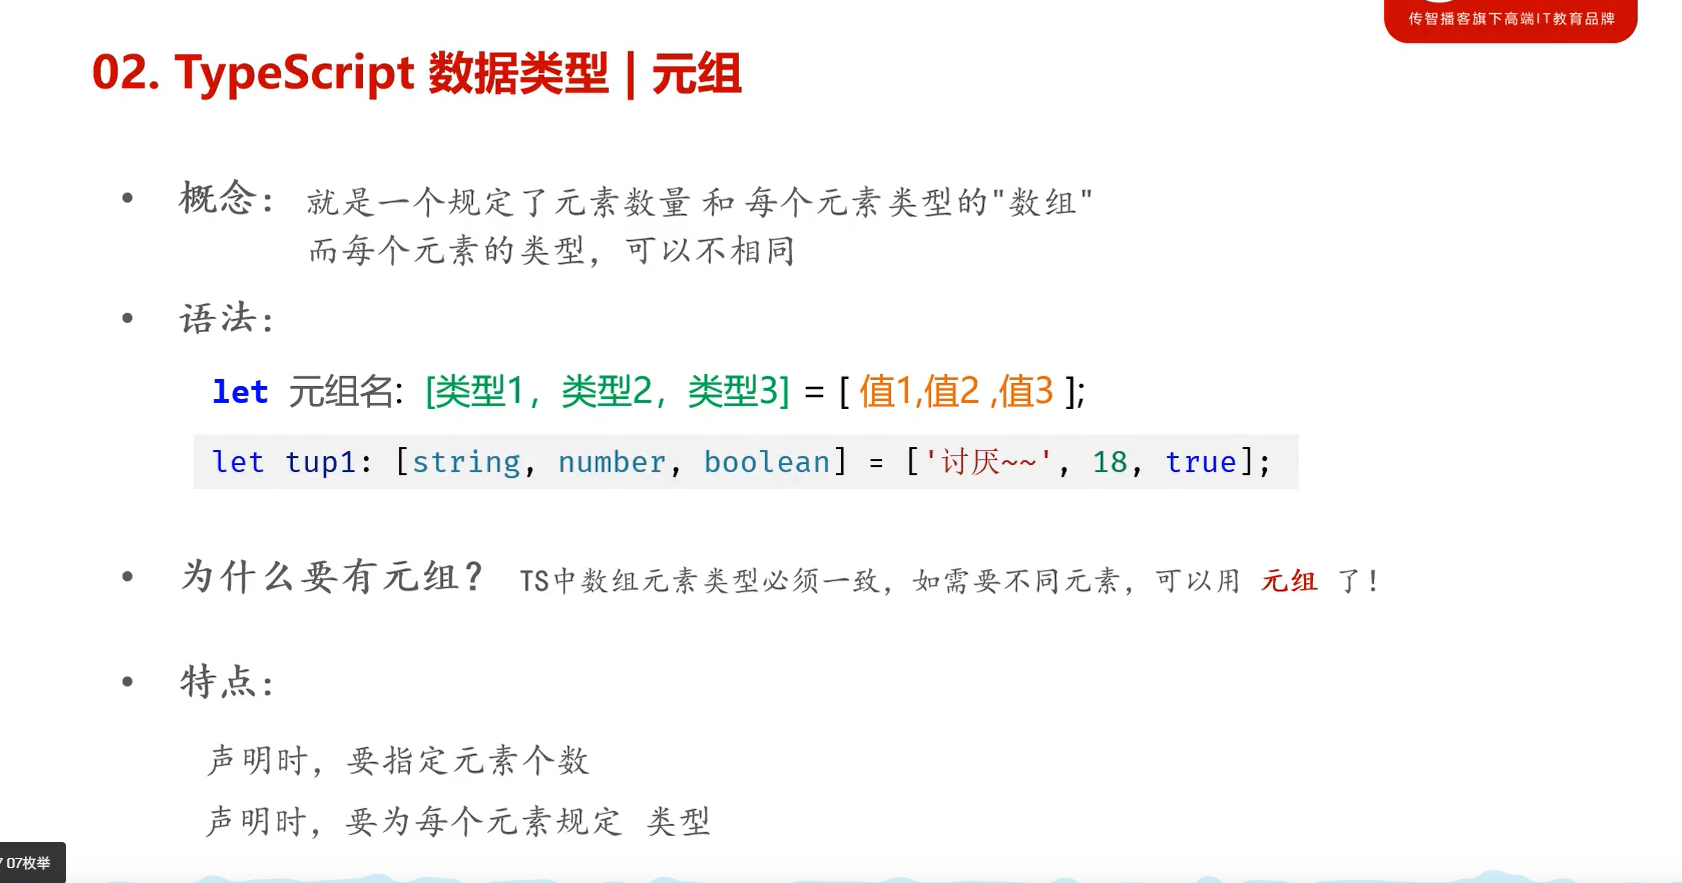 传智播客旗下高端IT教育品牌
02. TypeScript 数据类型 | 元组
• 概念： 就是一个规定了元素数量 和 每个元素类型的"数组"
而每个元素的类型，可以不相同
• 语法：
let 元组名: [类型1，类型2，类型3] = [ 值1,值2 ,值3 ];
let tup1: [string, number, boolean] = ['讨厌~~', 18, true];
• 为什么要有元组？ TS中数组元素类型必须一致，如需要不同元素，可以用 元组 了！
• 特点：
声明时，要指定元素个数
声明时，要为每个元素规定 类型
07枚举